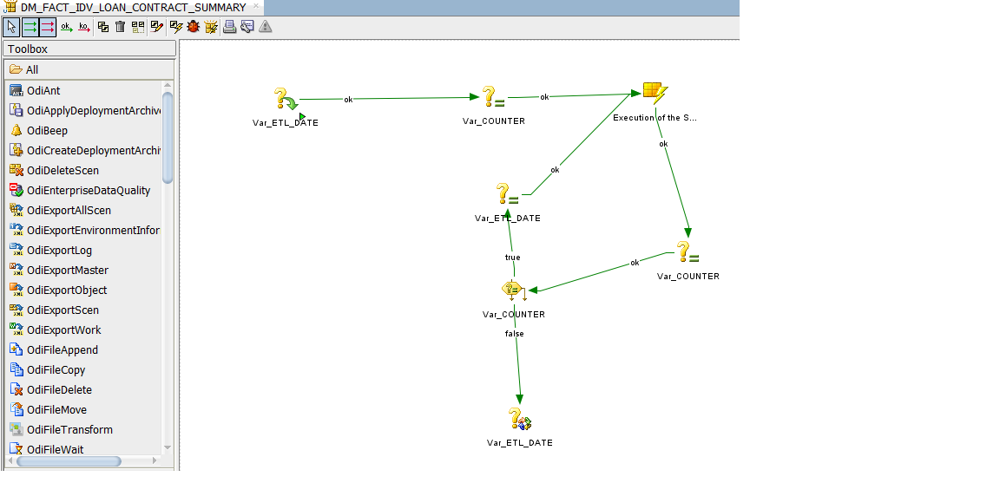 DM_FACT_IDV_LOAN_CONTRACT_SUMMARY
ok
ko
Toolbox
All
OdiAnt
OdiApplyDeploymentArchiv
OdiBeep
OdiCreateDeploymentArchi
OdiDeleteScen
OdiEnterpriseDataQuality
OdiExportAllScen
OdiExportEnvironmentInfor
OdiExportLog
OdiExportMaster
OdiExportObject
OdiExportScen
OdiExportWork
OdiFileAppend
OdiFileCopy
OdiFileDelete
OdiFileMove
OdiFileTransform
OdiFileWait
ok
ok
Var_ETL_DATE
Var_COUNTER
Execution of the S...
ok
ok
Var_ETL_DATE
true
ok
Var_COUNTER
Var_COUNTER
false
Var_ETL_DATE